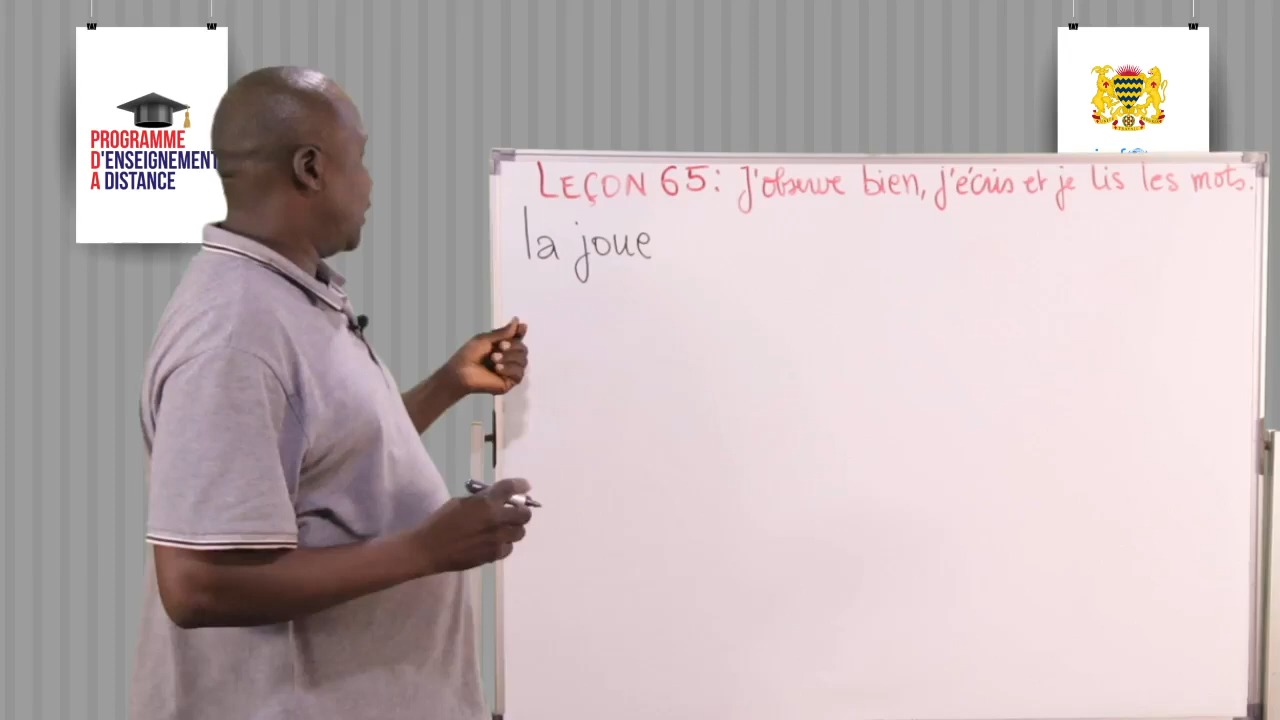 PROGRAMME
D'ENSEIGNEMENT
A DISTANCE
LEÇON 65: J'observe bien, j'écris et je lis les mots.
la joue